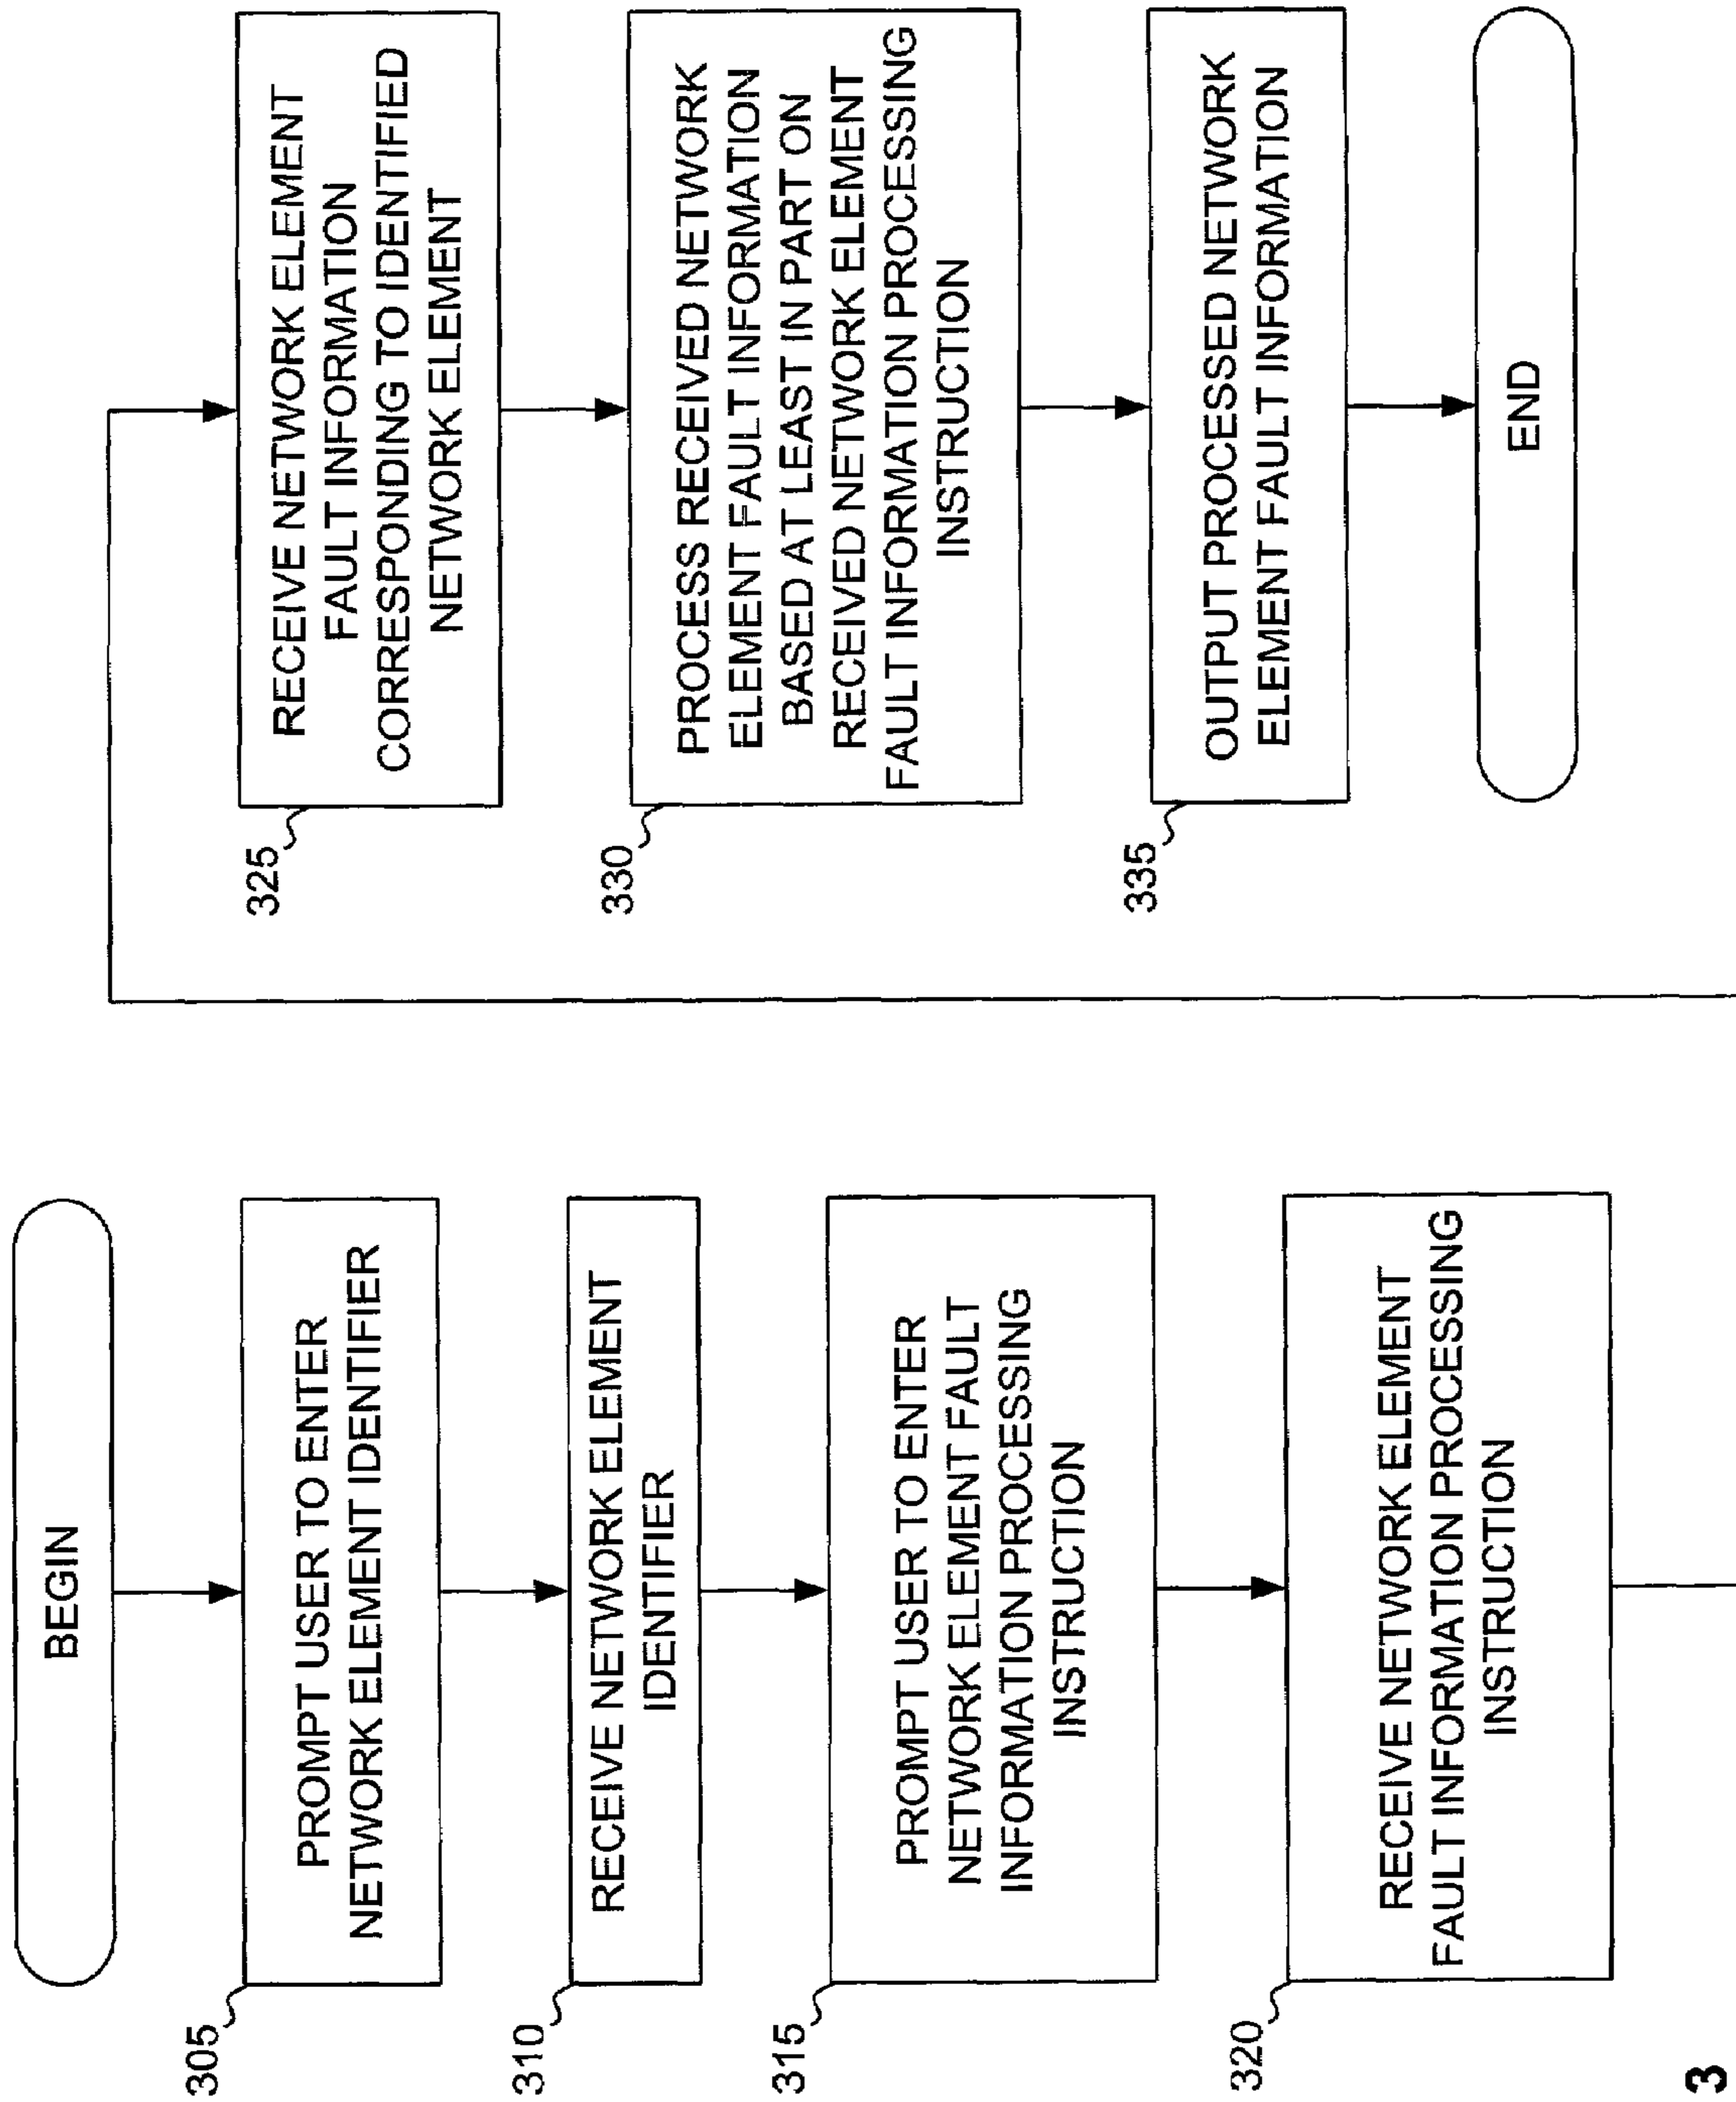 BEGIN
305
PROMPT USER TO ENTER
NETWORK ELEMENT IDENTIFIER
310
RECEIVE NETWORK ELEMENT
IDENTIFIER
315
PROMPT USER TO ENTER
NETWORK ELEMENT FAULT
INFORMATION PROCESSING
INSTRUCTION
320
RECEIVE NETWORK ELEMENT
FAULT INFORMATION PROCESSING
INSTRUCTION
325
RECEIVE NETWORK ELEMENT
FAULT INFORMATION
CORRESPONDING TO IDENTIFIED
NETWORK ELEMENT
330
PROCESS RECEIVED NETWORK
ELEMENT FAULT INFORMATION
BASED AT LEAST IN PART ON
RECEIVED NETWORK ELEMENT
FAULT INFORMATION PROCESSING
INSTRUCTION
335
OUTPUT PROCESSED NETWORK
ELEMENT FAULT INFORMATION
END
3